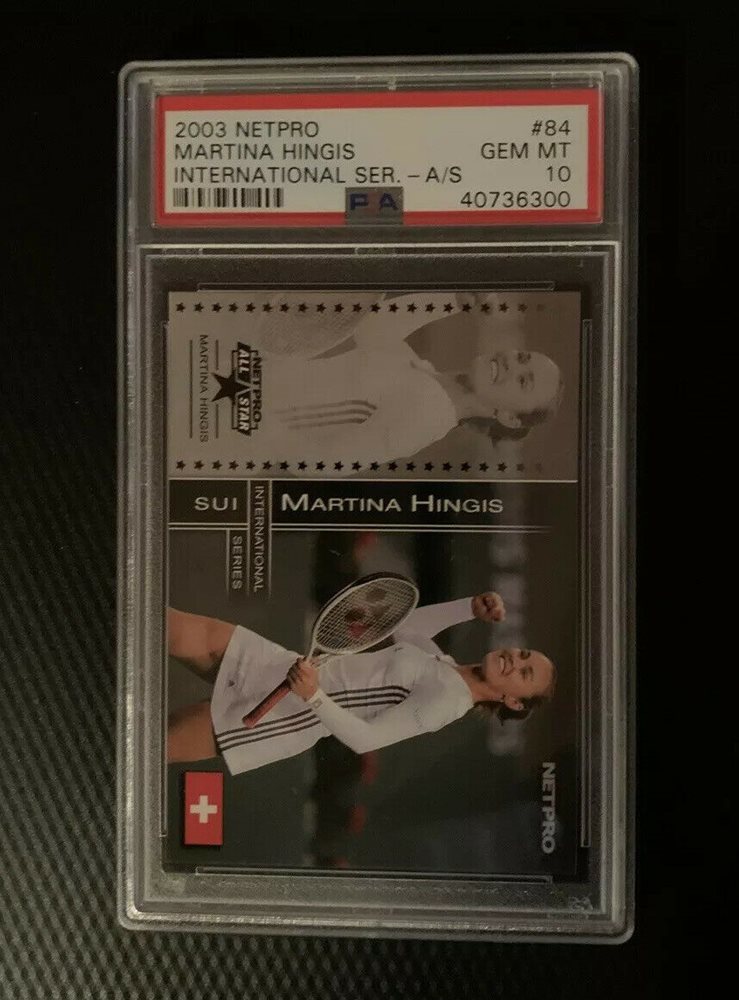 2003 NETPRO #84
MARTINA HINGIS GEM MT
INTERNATIONAL SER. - A/S 10
PSA 40736300
NETPRO
ALL STAR
MARTINA HINGIS
SUI
MARTINA HINGIS
INTERNATIONAL
SERIES
NETPRO